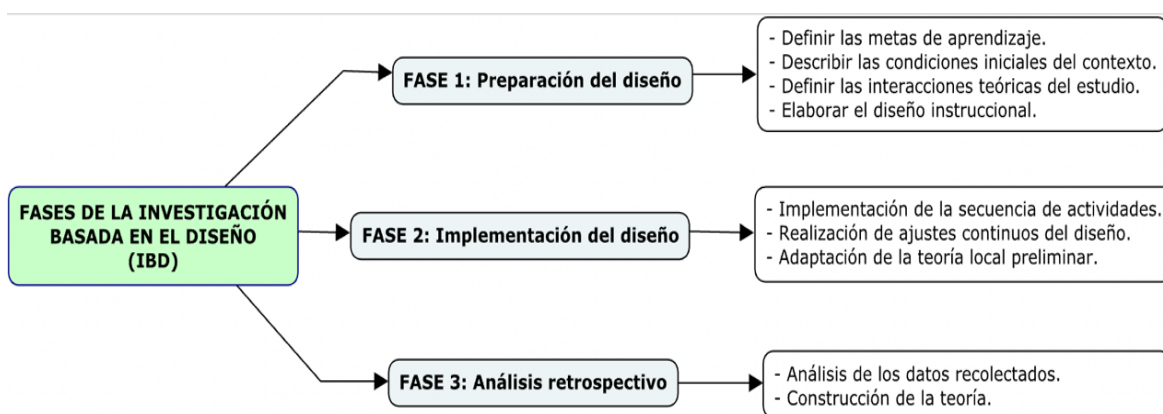 FASES DE LA INVESTIGACIÓN
BASADA EN EL DISEÑO
(IBD)
FASE 1: Preparación del diseño
- Definir las metas de aprendizaje.
- Describir las condiciones iniciales del contexto.
- Definir las interacciones teóricas del estudio.
- Elaborar el diseño instruccional.
FASE 2: Implementación del diseño
- Implementación de la secuencia de actividades.
- Realización de ajustes continuos del diseño.
- Adaptación de la teoría local preliminar.
FASE 3: Análisis retrospectivo
- Análisis de los datos recolectados.
- Construcción de la teoría.